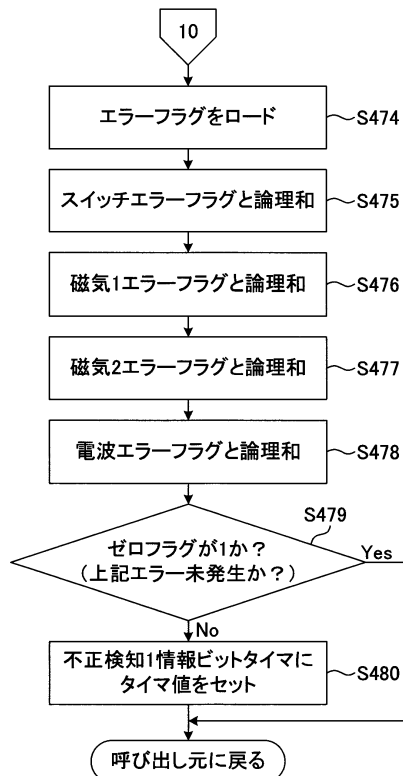 10
エラーフラグをロード
S474
スイッチエラーフラグと論理和
S475
磁気1エラーフラグと論理和
S476
磁気2エラーフラグと論理和
S477
電波エラーフラグと論理和
S478
S479
ゼロフラグが1か？
（上記エラー未発生か？）
Yes
No
不正検知1情報ビットタイマに
タイマ値をセット
S480
呼び出し元に戻る